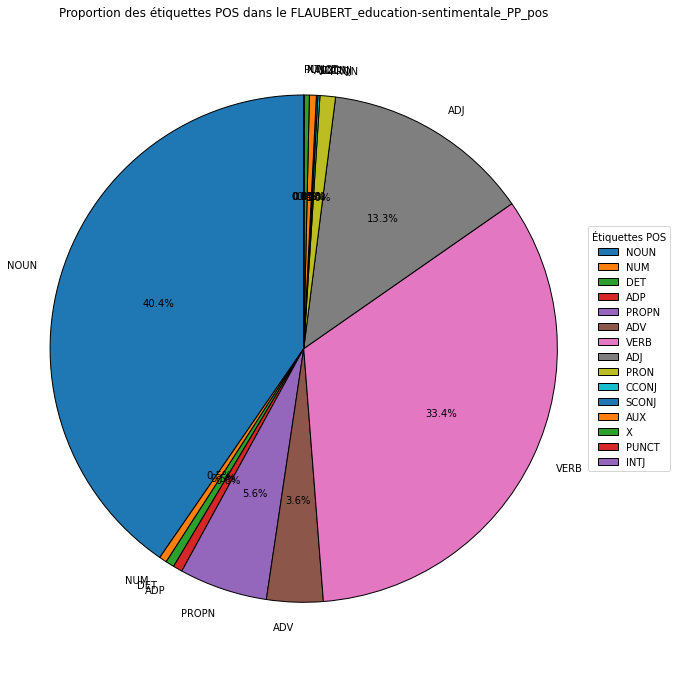 Proportion des étiquettes POS dans le FLAUBERT_education-sentimentale_PP_pos
ADJ
13.3%
NOUN
40.4%
33.4%
VERB
5.6%
3.6%
NUM
DET
ADP
PROPN
ADV
Étiquettes POS
NOUN
NUM
DET
ADP
PROPN
ADV
VERB
ADJ
PRON
CCONJ
SCONJ
AUX
X
PUNCT
INTJ